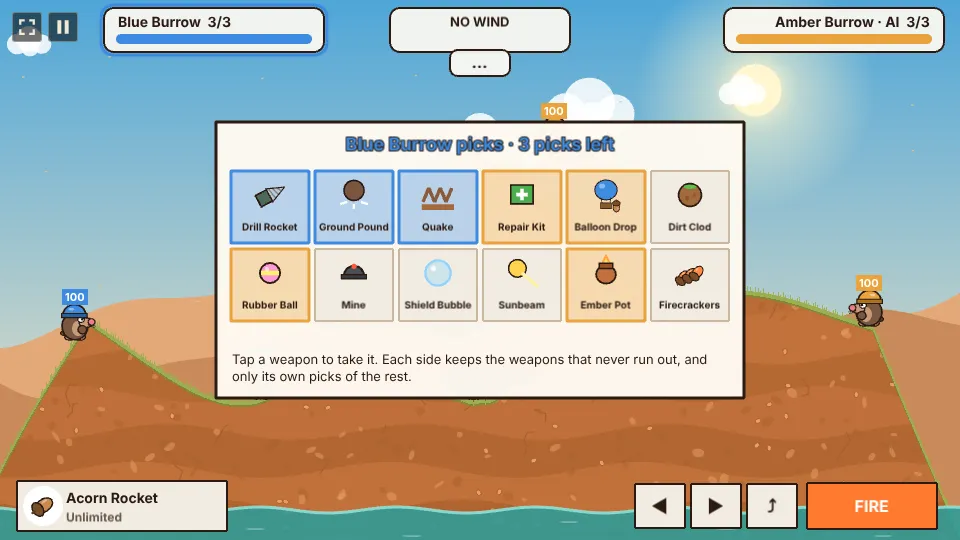 Blue Burrow 3/3
NO WIND
Amber Burrow · AI 3/3
...
100
Blue Burrow picks · 3 picks left
Drill Rocket
Ground Pound
Quake
Repair Kit
Balloon Drop
Dirt Clod
100
100
Rubber Ball
Mine
Shield Bubble
Sunbeam
Ember Pot
Firecrackers
Tap a weapon to take it. Each side keeps the weapons that never run out, and
only its own picks of the rest.
Acorn Rocket
Unlimited
FIRE